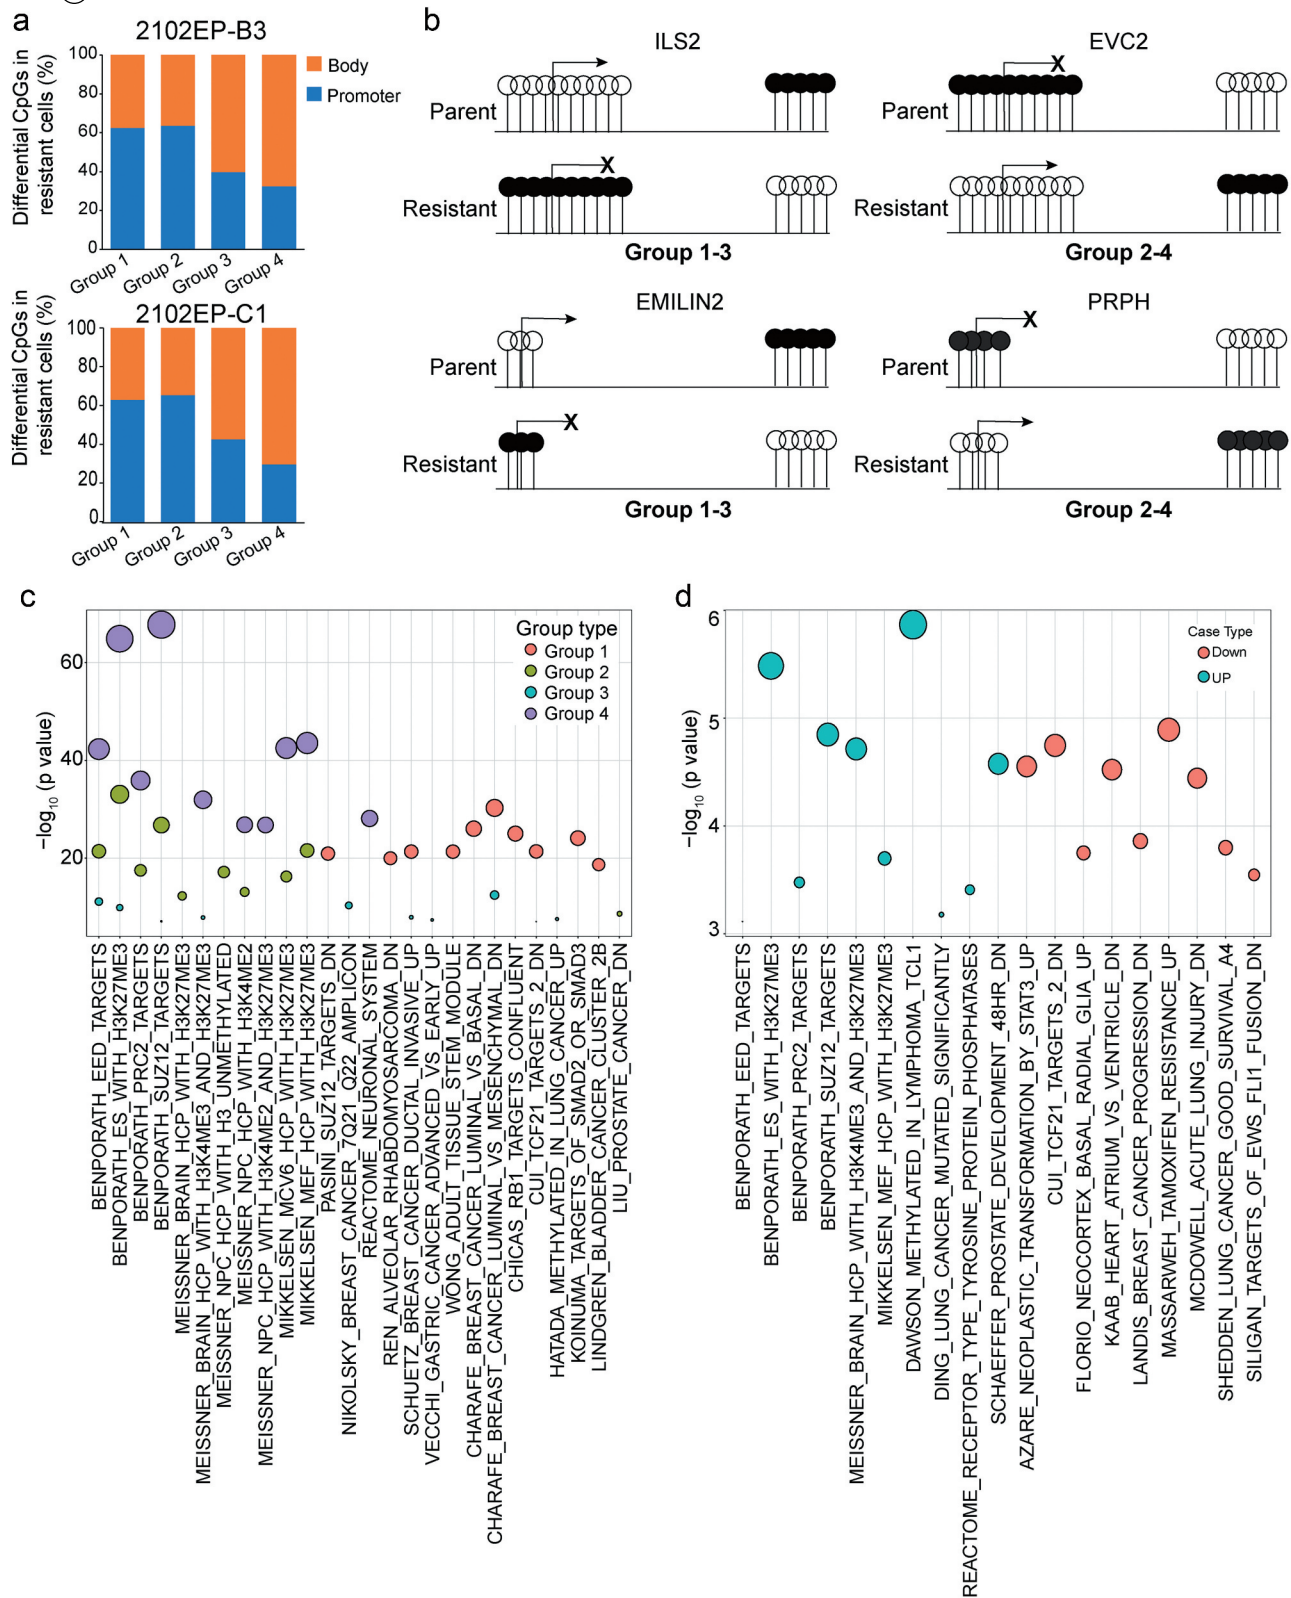 a
2102EP-B3
Differential CpGs in
resistant cells (%)
100
80
60
40
20
0
Group 1
Group 2
Group 3
Group 4
Body
Promoter
2102EP-C1
Differential CpGs in
resistant cells (%)
100
80
60
40
20
0
Group 1
Group 2
Group 3
Group 4
b
ILS2
Parent
X
Resistant
Group 1-3
EVC2
X
Parent
Resistant
Group 2-4
EMILIN2
Parent
X
Resistant
Group 1-3
PRPH
X
Parent
Resistant
Group 2-4
c
−log10 (p value)
60
40
20
Group type
Group 1
Group 2
Group 3
Group 4
BENPORATH_EED_TARGETS
BENPORATH_ES_WITH_H3K27ME3
BENPORATH_PRC2_TARGETS
BENPORATH_SUZ12_TARGETS
MEISSNER_BRAIN_HCP_WITH_H3K27ME3
MEISSNER_BRAIN_HCP_WITH_H3K4ME3_AND_H3K27ME3
MEISSNER_NPC_HCP_WITH_H3_UNMETHYLATED
MEISSNER_NPC_HCP_WITH_H3K4ME2
MEISSNER_NPC_HCP_WITH_H3K4ME2_AND_H3K27ME3
MIKKELSEN_MCV6_HCP_WITH_H3K27ME3
MIKKELSEN_MEF_HCP_WITH_H3K27ME3
PASINI_SUZ12_TARGETS_DN
NIKOLSKY_BREAST_CANCER_7Q21_Q22_AMPLICON
REACTOME_NEURONAL_SYSTEM
REN_ALVEOLAR_RHABDOMYOSARCOMA_DN
SCHUETZ_BREAST_CANCER_DUCTAL_INVASIVE_UP
VECCHI_GASTRIC_CANCER_ADVANCED_VS_EARLY_UP
WONG_ADULT_TISSUE_STEM_MODULE
CHARAFE_BREAST_CANCER_LUMINAL_VS_BASAL_DN
CHARAFE_BREAST_CANCER_LUMINAL_VS_MESENCHYMAL_DN
CHICAS_RB1_TARGETS_CONFLUENT
CUI_TCF21_TARGETS_2_DN
HATADA_METHYLATED_IN_LUNG_CANCER_UP
KOINUMA_TARGETS_OF_SMAD2_OR_SMAD3
LINDGREN_BLADDER_CANCER_CLUSTER_2B
LIU_PROSTATE_CANCER_DN
d
−log10 (p value)
6
5
4
3
Case Type
Down
UP
BENPORATH_EED_TARGETS
BENPORATH_ES_WITH_H3K27ME3
BENPORATH_PRC2_TARGETS
BENPORATH_SUZ12_TARGETS
MEISSNER_BRAIN_HCP_WITH_H3K4ME3_AND_H3K27ME3
MIKKELSEN_MEF_HCP_WITH_H3K27ME3
DAWSON_METHYLATED_IN_LYMPHOMA_TCL1
DING_LUNG_CANCER_MUTATED_SIGNIFICANTLY
REACTOME_RECEPTOR_TYPE_TYROSINE_PROTEIN_PHOSPHATASES
SCHAEFFER_PROSTATE_DEVELOPMENT_48HR_DN
AZARE_NEOPLASTIC_TRANSFORMATION_BY_STAT3_UP
CUI_TCF21_TARGETS_2_DN
FLORIO_NEOCORTEX_BASAL_RADIAL_GLIA_UP
KAAB_HEART_ATRIUM_VS_VENTRICLE_DN
LANDIS_BREAST_CANCER_PROGRESSION_DN
MASSARWEH_TAMOXIFEN_RESISTANCE_UP
MCDOWELL_ACUTE_LUNG_INJURY_DN
SHEDDEN_LUNG_CANCER_GOOD_SURVIVAL_A4
SILIGAN_TARGETS_OF_EWS_FLI1_FUSION_DN